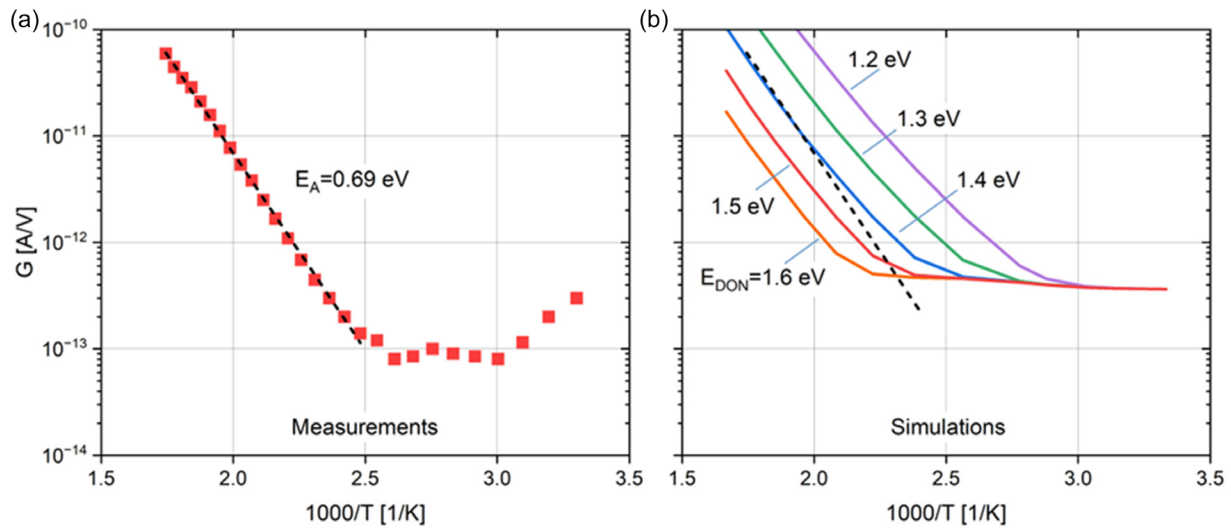 (a)
10⁻¹⁰
10⁻¹¹
10⁻¹²
10⁻¹³
10⁻¹⁴
G [A/V]
E_A=0.69 eV
Measurements
1.5 2.0 2.5 3.0 3.5
1000/T [1/K]
(b)
1.2 eV
1.3 eV
1.4 eV
1.5 eV
E_DON=1.6 eV
Simulations
1.5 2.0 2.5 3.0 3.5
1000/T [1/K]